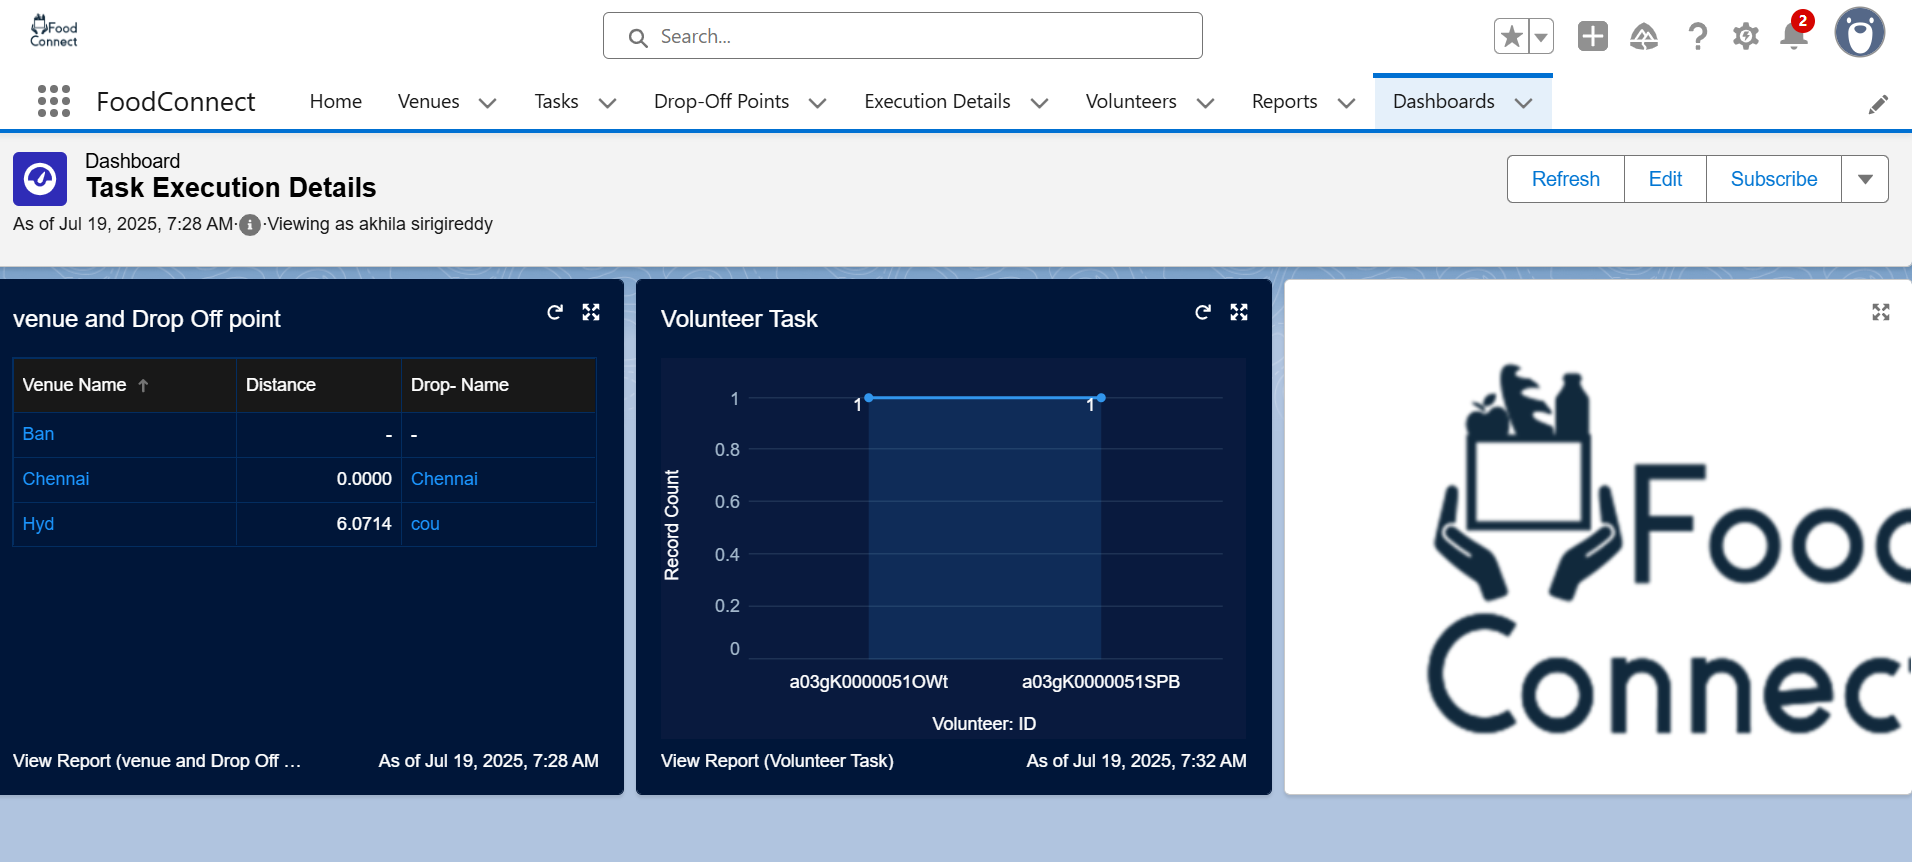 Food
Connect
Search...
2
FoodConnect
Home
Venues
Tasks
Drop-Off Points
Execution Details
Volunteers
Reports
Dashboards
Dashboard
Task Execution Details
As of Jul 19, 2025, 7:28 AM·i·Viewing as akhila sirigireddy
Refresh
Edit
Subscribe
venue and Drop Off point
Venue Name ↑ Distance Drop- Name
Ban - -
Chennai 0.0000 Chennai
Hyd 6.0714 cou
View Report (venue and Drop Off ...
As of Jul 19, 2025, 7:28 AM
Volunteer Task
Record Count
1
0.8
0.6
0.4
0.2
0
1
1
a03gK0000051OWt
a03gK0000051SPB
Volunteer: ID
View Report (Volunteer Task)
As of Jul 19, 2025, 7:32 AM
Foo
Connec